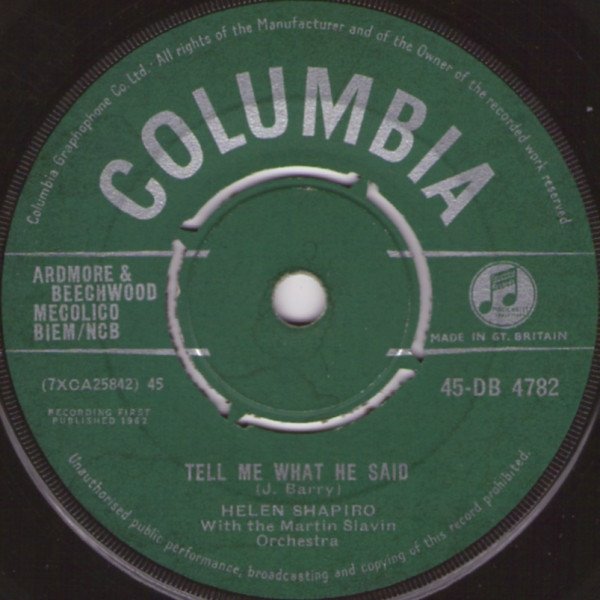 Columbia Graphophone Co. Ltd.· All rights of the Manufacturer and of the Owner of the recorded work reserved
COLUMBIA
ARDMORE &
BEECHWOOD
MECOLICO
BIEM/NCB
MADE IN GT. BRITAIN
(7XCA25842) 45
45-DB 4782
RECORDING FIRST
PUBLISHED 1962
TELL ME WHAT HE SAID
(J. Barry)
HELEN SHAPIRO
With the Martin Slavin
Orchestra
Unauthorised public performance, broadcasting and copying of this record prohibited.